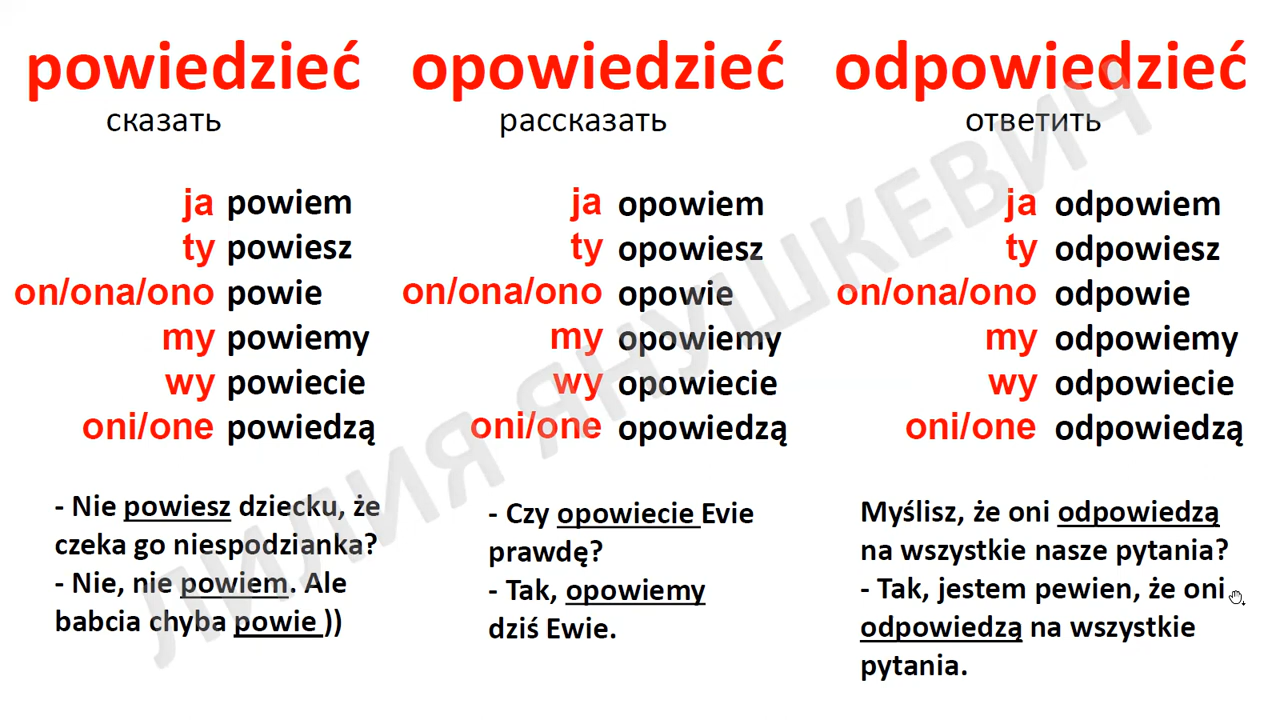 powiedzieć
сказать
ja powiem
ty powiesz
on/ona/ono powie
my powiemy
wy powiecie
oni/one powiedzą
- Nie powiesz dziecku, że
czeka go niespodzianka?
- Nie, nie powiem. Ale
babcia chyba powie ))
opowiedzieć
рассказать
ja opowiem
ty opowiesz
on/ona/ono opowie
my opowiemy
wy opowiecie
oni/one opowiedzą
- Czy opowiecie Evie
prawdę?
- Tak, opowiemy
dziś Ewie.
odpowiedzieć
ответить
ja odpowiem
ty odpowiesz
on/ona/ono odpowie
my odpowiemy
wy odpowiecie
oni/one odpowiedzą
Myślisz, że oni odpowiedzą
na wszystkie nasze pytania?
- Tak, jestem pewien, że oni
odpowiedzą na wszystkie
pytania.
ЛИЛИЯ ЯНУШКЕВИЧ